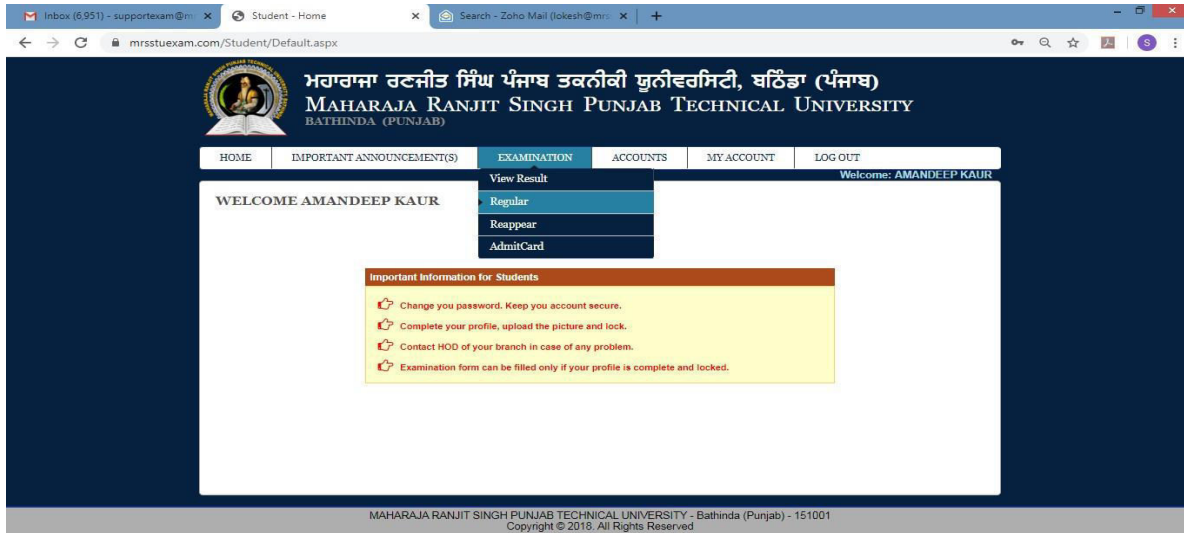 Inbox (6,951) - supportexam@m
Student - Home
Search - Zoho Mail (lokesh@mrs
mrsstuexam.com/Student/Default.aspx
S
ਮਹਾਰਾਜਾ ਰਣਜੀਤ ਸਿੰਘ ਪੰਜਾਬ ਤਕਨੀਕੀ ਯੂਨੀਵਰਸਿਟੀ, ਬਠਿੰਡਾ (ਪੰਜਾਬ)
MAHARAJA RANJIT SINGH PUNJAB TECHNICAL UNIVERSITY
BATHINDA (PUNJAB)
HOME IMPORTANT ANNOUNCEMENT(S) EXAMINATION ACCOUNTS MY ACCOUNT LOG OUT
Welcome: AMANDEEP KAUR
View Result
Regular
Reappear
AdmitCard
WELCOME AMANDEEP KAUR
Important Information for Students
Change you password. Keep you account secure.
Complete your profile, upload the picture and lock.
Contact HOD of your branch in case of any problem.
Examination form can be filled only if your profile is complete and locked.
MAHARAJA RANJIT SINGH PUNJAB TECHNICAL UNIVERSITY - Bathinda (Punjab) - 151001
Copyright © 2018. All Rights Reserved